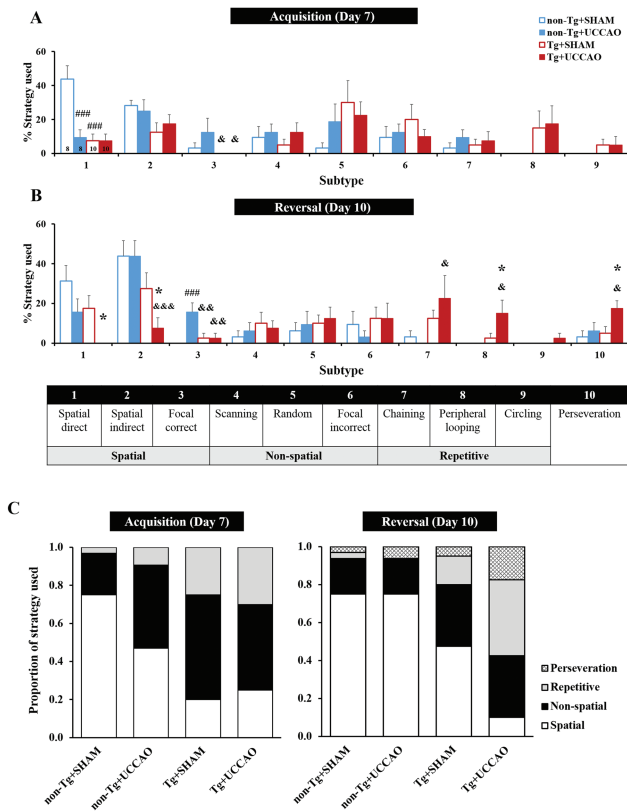 A
Acquisition (Day 7)
non-Tg+SHAM
non-Tg+UCCAO
Tg+SHAM
Tg+UCCAO
% Strategy used
60
40
20
0
###
###
& &
8 8 10 10
1 2 3 4 5 6 7 8 9
Subtype
B
Reversal (Day 10)
% Strategy used
60
40
20
0
*
*
&&&
###
&&
&&
&
*
&
*
&
1 2 3 4 5 6 7 8 9 10
Subtype
1 2 3 4 5 6 7 8 9 10
Spatial direct
Spatial indirect
Focal correct
Scanning
Random
Focal incorrect
Chaining
Peripheral looping
Circling
Perseveration
Spatial Non-spatial Repetitive
C
Acquisition (Day 7)
Proportion of strategy used
1.0
0.8
0.6
0.4
0.2
0.0
non-Tg+SHAM
non-Tg+UCCAO
Tg+SHAM
Tg+UCCAO
Reversal (Day 10)
1.0
0.8
0.6
0.4
0.2
0.0
non-Tg+SHAM
non-Tg+UCCAO
Tg+SHAM
Tg+UCCAO
Perseveration
Repetitive
Non-spatial
Spatial